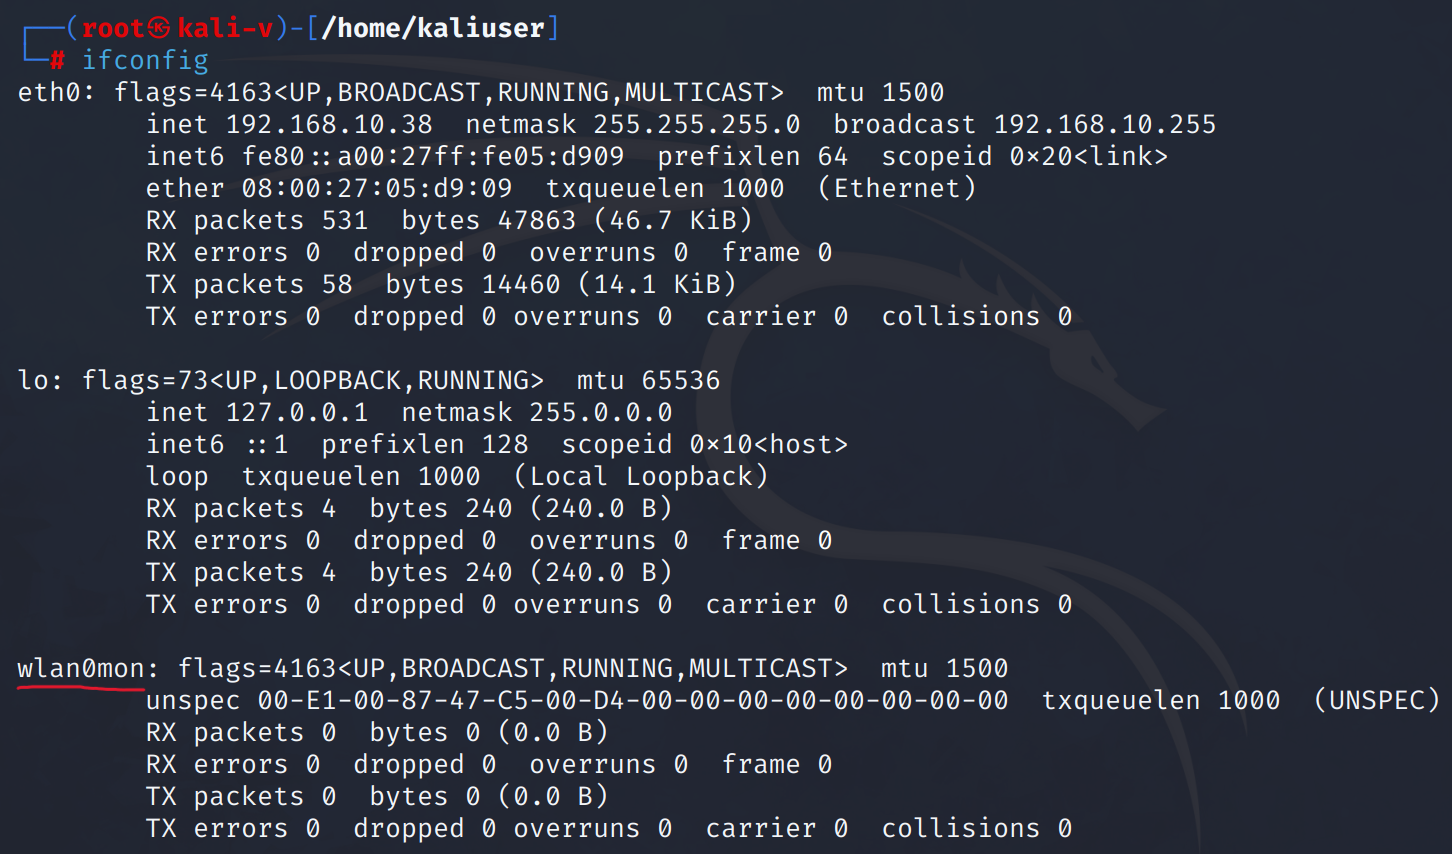 ┌──(root㉿kali-v)-[/home/kaliuser]
└─# ifconfig
eth0: flags=4163<UP,BROADCAST,RUNNING,MULTICAST>  mtu 1500
        inet 192.168.10.38  netmask 255.255.255.0  broadcast 192.168.10.255
        inet6 fe80::a00:27ff:fe05:d909  prefixlen 64  scopeid 0×20<link>
        ether 08:00:27:05:d9:09  txqueuelen 1000  (Ethernet)
        RX packets 531  bytes 47863 (46.7 KiB)
        RX errors 0  dropped 0  overruns 0  frame 0
        TX packets 58  bytes 14460 (14.1 KiB)
        TX errors 0  dropped 0 overruns 0  carrier 0  collisions 0

lo: flags=73<UP,LOOPBACK,RUNNING>  mtu 65536
        inet 127.0.0.1  netmask 255.0.0.0
        inet6 ::1  prefixlen 128  scopeid 0×10<host>
        loop  txqueuelen 1000  (Local Loopback)
        RX packets 4  bytes 240 (240.0 B)
        RX errors 0  dropped 0  overruns 0  frame 0
        TX packets 4  bytes 240 (240.0 B)
        TX errors 0  dropped 0 overruns 0  carrier 0  collisions 0

wlan0mon: flags=4163<UP,BROADCAST,RUNNING,MULTICAST>  mtu 1500
        unspec 00-E1-00-87-47-C5-00-D4-00-00-00-00-00-00-00-00  txqueuelen 1000  (UNSPEC)
        RX packets 0  bytes 0 (0.0 B)
        RX errors 0  dropped 0  overruns 0  frame 0
        TX packets 0  bytes 0 (0.0 B)
        TX errors 0  dropped 0 overruns 0  carrier 0  collisions 0